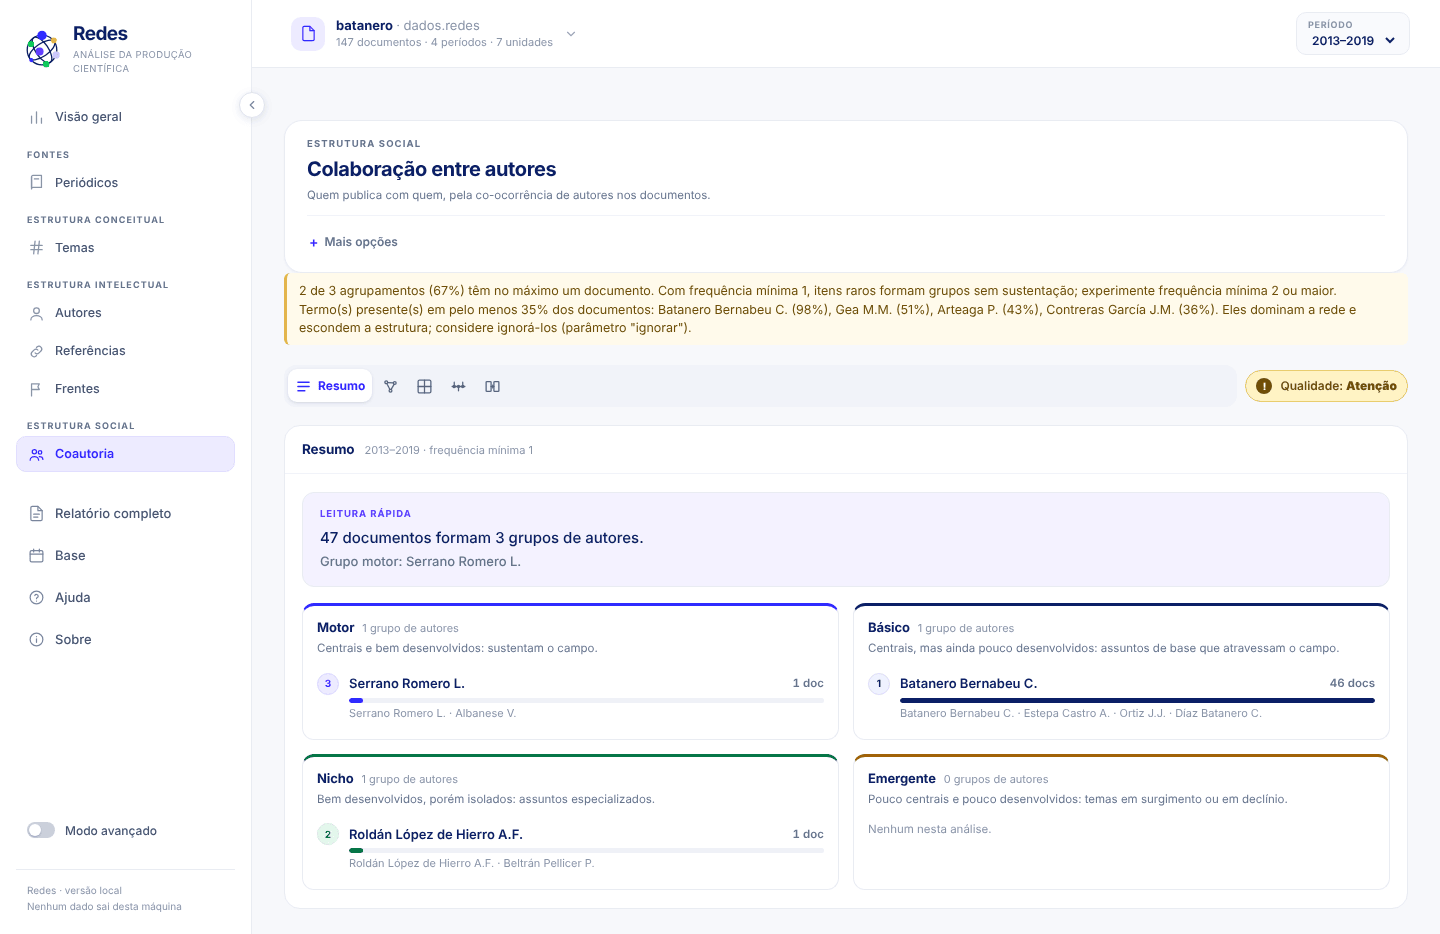 Redes
ANÁLISE DA PRODUÇÃO
CIENTÍFICA
batanero · dados.redes
147 documentos · 4 períodos · 7 unidades
PERÍODO
2013–2019
Visão geral
FONTES
Periódicos
ESTRUTURA CONCEITUAL
Temas
ESTRUTURA INTELECTUAL
Autores
Referências
Frentes
ESTRUTURA SOCIAL
Coautoria
Relatório completo
Base
Ajuda
Sobre
Modo avançado
Redes · versão local
Nenhum dado sai desta máquina
ESTRUTURA SOCIAL
Colaboração entre autores
Quem publica com quem, pela co-ocorrência de autores nos documentos.
+ Mais opções
2 de 3 agrupamentos (67%) têm no máximo um documento. Com frequência mínima 1, itens raros formam grupos sem sustentação; experimente frequência mínima 2 ou maior.
Termo(s) presente(s) em pelo menos 35% dos documentos: Batanero Bernabeu C. (98%), Gea M.M. (51%), Arteaga P. (43%), Contreras García J.M. (36%). Eles dominam a rede e
escondem a estrutura; considere ignorá-los (parâmetro "ignorar").
Resumo
! Qualidade: Atenção
Resumo 2013–2019 · frequência mínima 1
LEITURA RÁPIDA
47 documentos formam 3 grupos de autores.
Grupo motor: Serrano Romero L.
Motor 1 grupo de autores
Centrais e bem desenvolvidos: sustentam o campo.
3 Serrano Romero L. 1 doc
Serrano Romero L. · Albanese V.
Básico 1 grupo de autores
Centrais, mas ainda pouco desenvolvidos: assuntos de base que atravessam o campo.
1 Batanero Bernabeu C. 46 docs
Batanero Bernabeu C. · Estepa Castro A. · Ortiz J.J. · Díaz Batanero C.
Nicho 1 grupo de autores
Bem desenvolvidos, porém isolados: assuntos especializados.
2 Roldán López de Hierro A.F. 1 doc
Roldán López de Hierro A.F. · Beltrán Pellicer P.
Emergente 0 grupos de autores
Pouco centrais e pouco desenvolvidos: temas em surgimento ou em declínio.
Nenhum nesta análise.